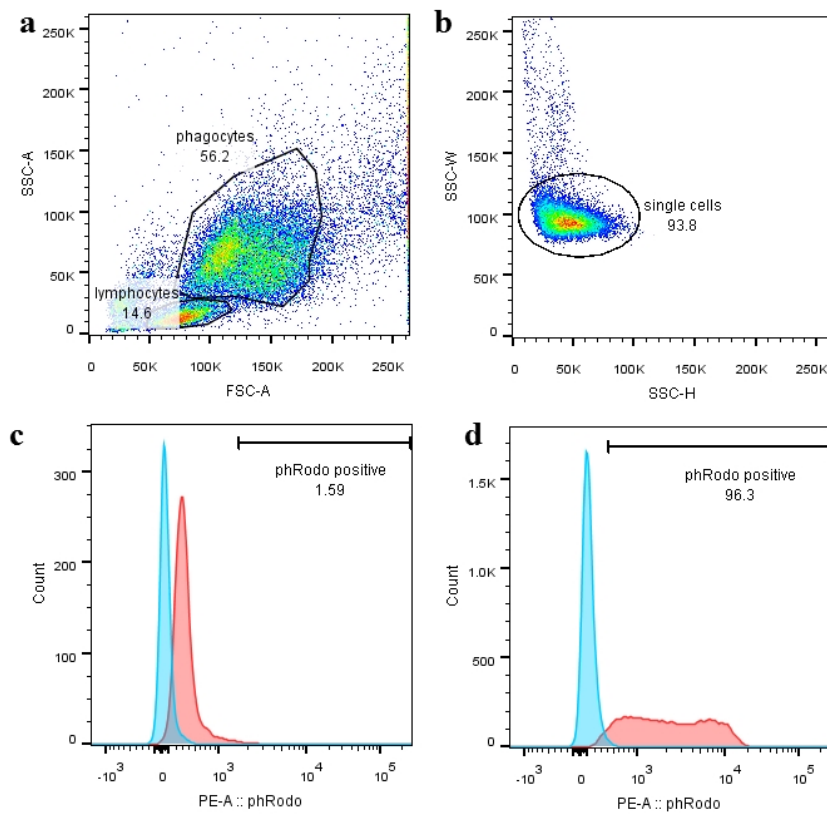 a
250K
200K
150K
100K
50K
0
SSC-A
phagocytes
56.2
lymphocytes
14.6
0 50K 100K 150K 200K 250K
FSC-A
b
250K
200K
150K
100K
50K
0
SSC-W
single cells
93.8
0 50K 100K 150K 200K 250K
SSC-H
c
300
200
100
0
Count
phRodo positive
1.59
-10³ 0 10³ 10⁴ 10⁵
PE-A :: phRodo
d
1.5K
1.0K
500
0
Count
phRodo positive
96.3
-10³ 0 10³ 10⁴ 10⁵
PE-A :: phRodo